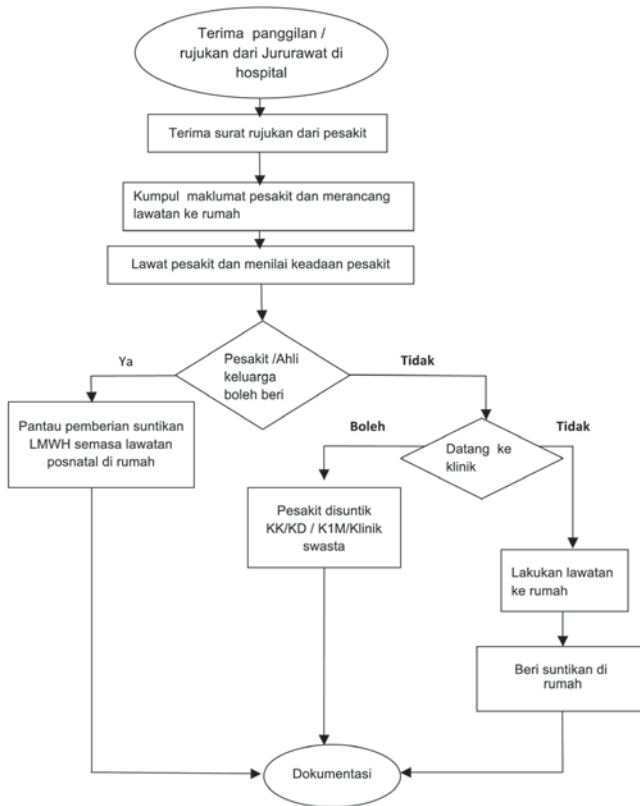 Terima panggilan /
rujukan dari Jururawat di
hospital
Terima surat rujukan dari pesakit
Kumpul maklumat pesakit dan merancang
lawatan ke rumah
Lawat pesakit dan menilai keadaan pesakit
Pesakit /Ahli
keluarga
boleh beri
Ya
Tidak
Pantau pemberian suntikan
LMWH semasa lawatan
posnatal di rumah
Datang ke
klinik
Boleh
Tidak
Pesakit disuntik
KK/KD / K1M/Klinik
swasta
Lakukan lawatan
ke rumah
Beri suntikan di
rumah
Dokumentasi